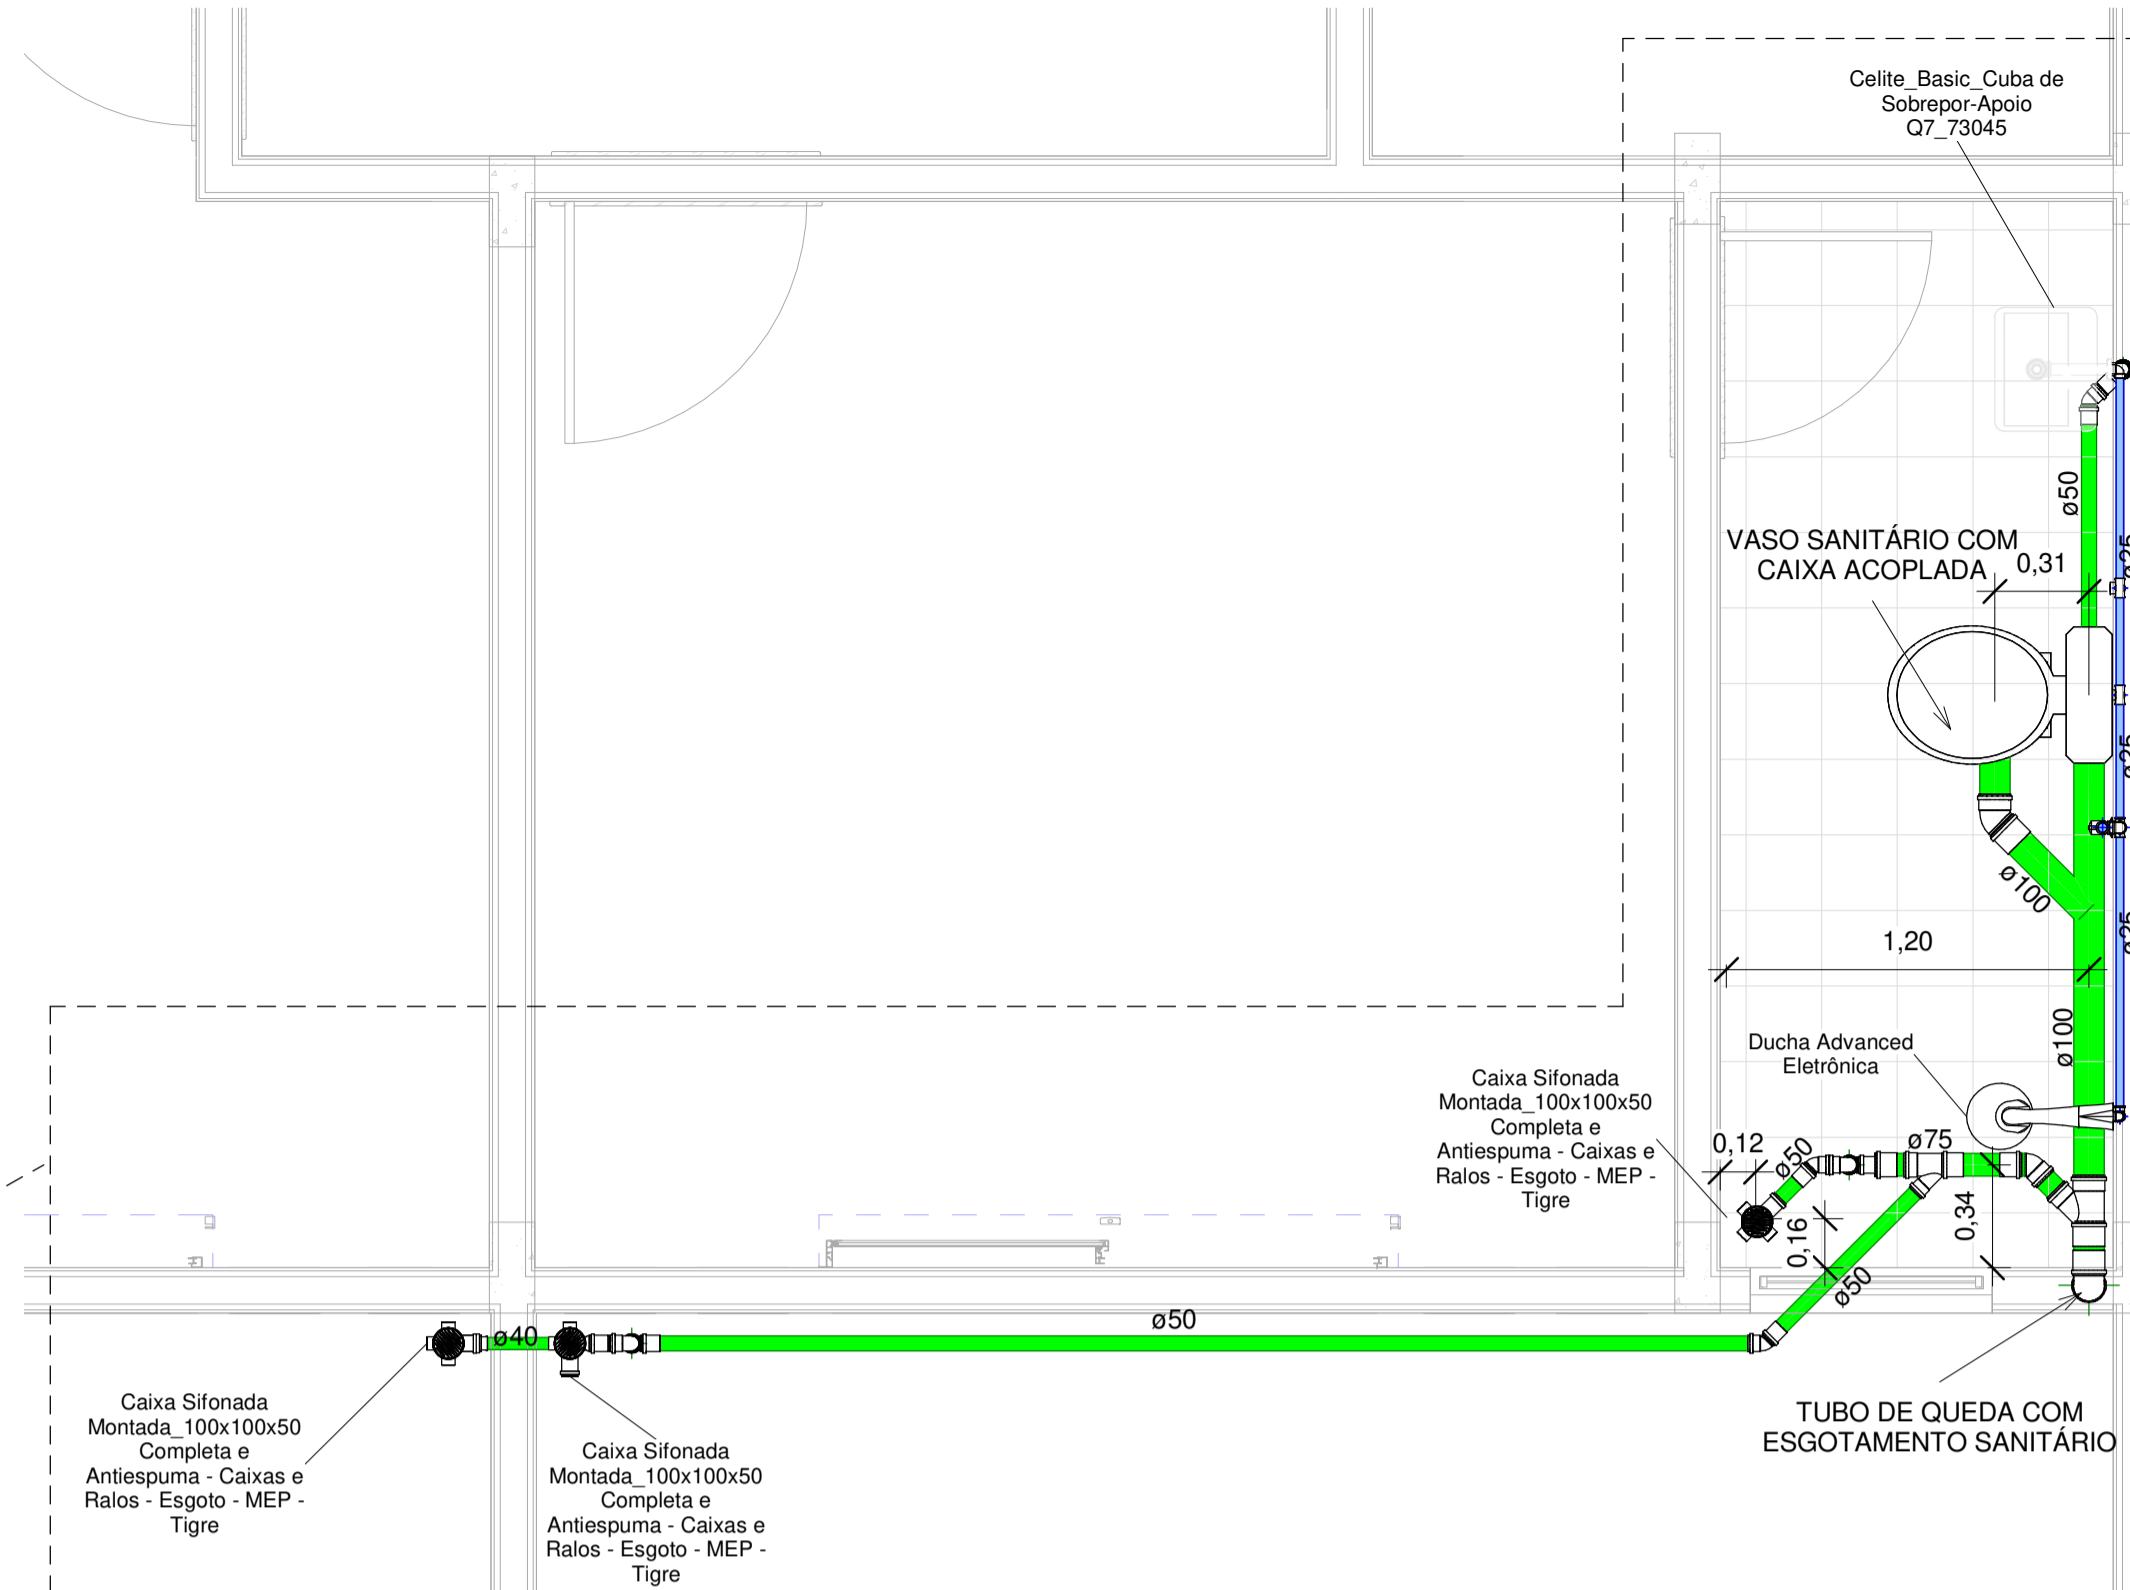 Celite_Basic_Cuba de
Sobrepor-Apoio
Q7_73045
ø50
VASO SANITÁRIO COM
CAIXA ACOPLADA
0,31
ø25
ø25
ø100
ø25
1,20
ø100
Ducha Advanced
Eletrônica
Caixa Sifonada
Montada_100x100x50
Completa e
Antiespuma - Caixas e
Ralos - Esgoto - MEP -
Tigre
0,12
ø50
ø75
0,16
0,34
ø50
ø50
ø40
TUBO DE QUEDA COM
ESGOTAMENTO SANITÁRIO
Caixa Sifonada
Montada_100x100x50
Completa e
Antiespuma - Caixas e
Ralos - Esgoto - MEP -
Tigre
Caixa Sifonada
Montada_100x100x50
Completa e
Antiespuma - Caixas e
Ralos - Esgoto - MEP -
Tigre